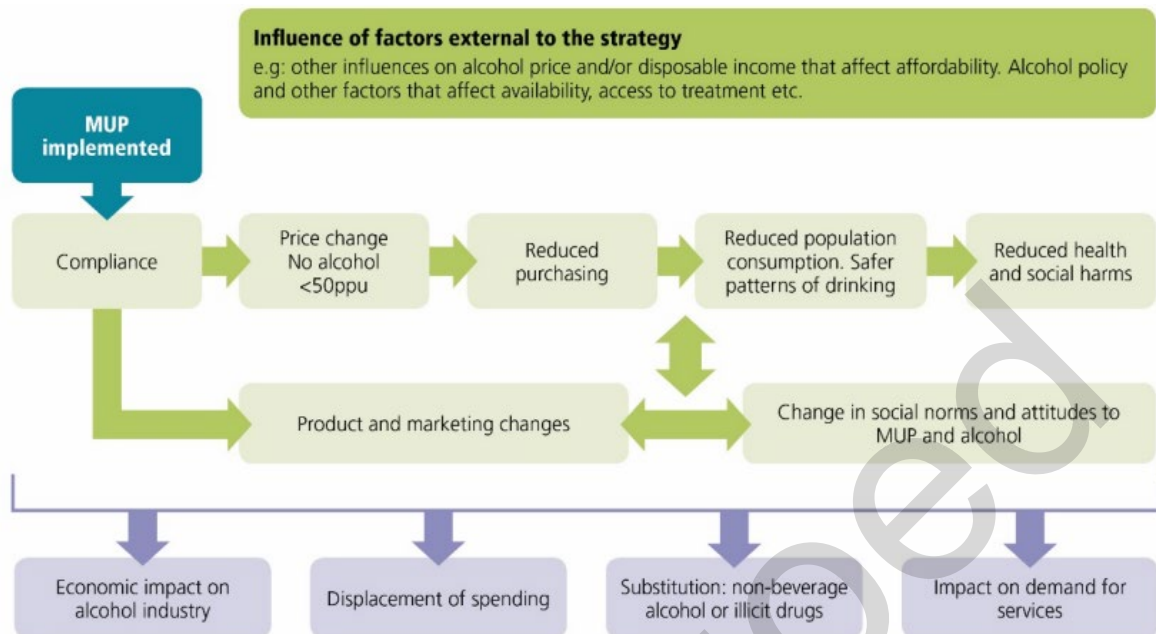 Influence of factors external to the strategy
e.g: other influences on alcohol price and/or disposable income that affect affordability. Alcohol policy
and other factors that affect availability, access to treatment etc.
MUP
implemented
Compliance
Price change
No alcohol
<50ppu
Reduced
purchasing
Reduced population
consumption. Safer
patterns of drinking
Reduced health
and social harms
Product and marketing changes
Change in social norms and attitudes to
MUP and alcohol
Economic impact on
alcohol industry
Displacement of spending
Substitution: non-beverage
alcohol or illicit drugs
Impact on demand for
services